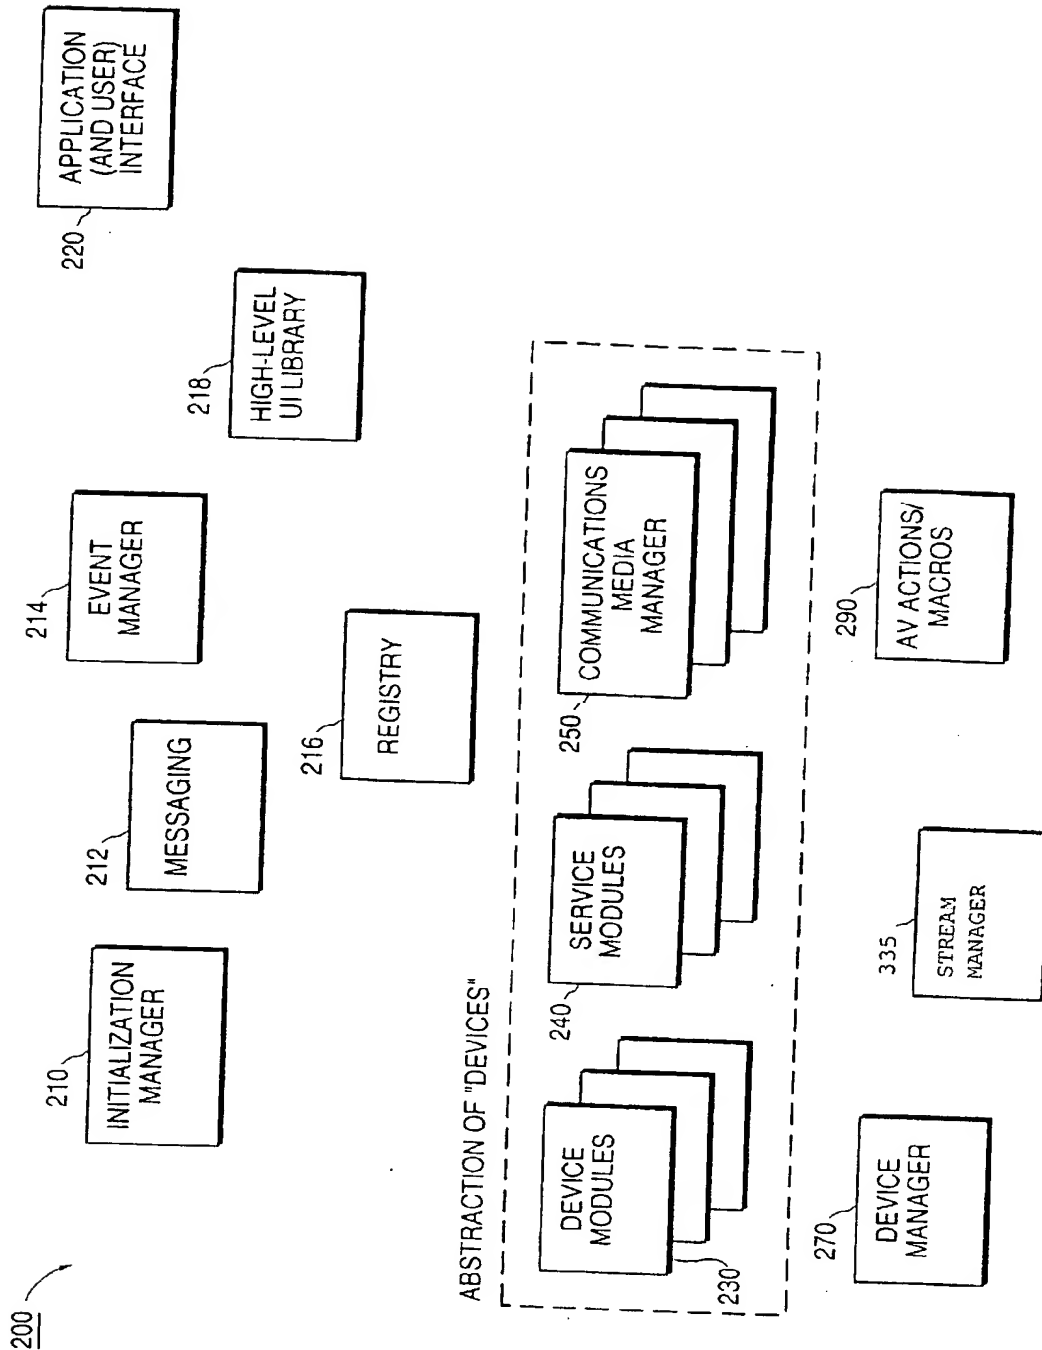 200
210
INITIALIZATION
MANAGER
212
MESSAGING
214
EVENT
MANAGER
220
APPLICATION
(AND USER)
INTERFACE
216
REGISTRY
218
HIGH-LEVEL
UI LIBRARY
ABSTRACTION OF "DEVICES"
DEVICE
MODULES
230
240
SERVICE
MODULES
250
COMMUNICATIONS
MEDIA
MANAGER
270
DEVICE
MANAGER
335
STREAM
MANAGER
290
AV ACTIONS/
MACROS